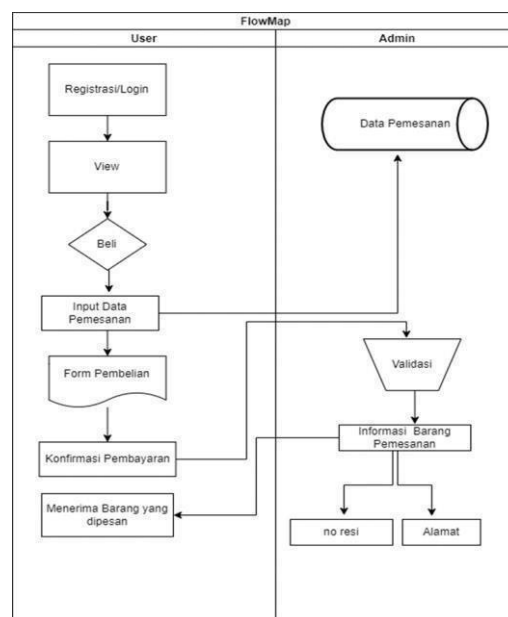 FlowMap
User
Admin
Registrasi/Login
Data Pemesanan
View
Beli
Input Data
Pemesanan
Form Pembelian
Validasi
Konfirmasi Pembayaran
Informasi Barang
Pemesanan
Menerima Barang yang
dipesan
no resi
Alamat